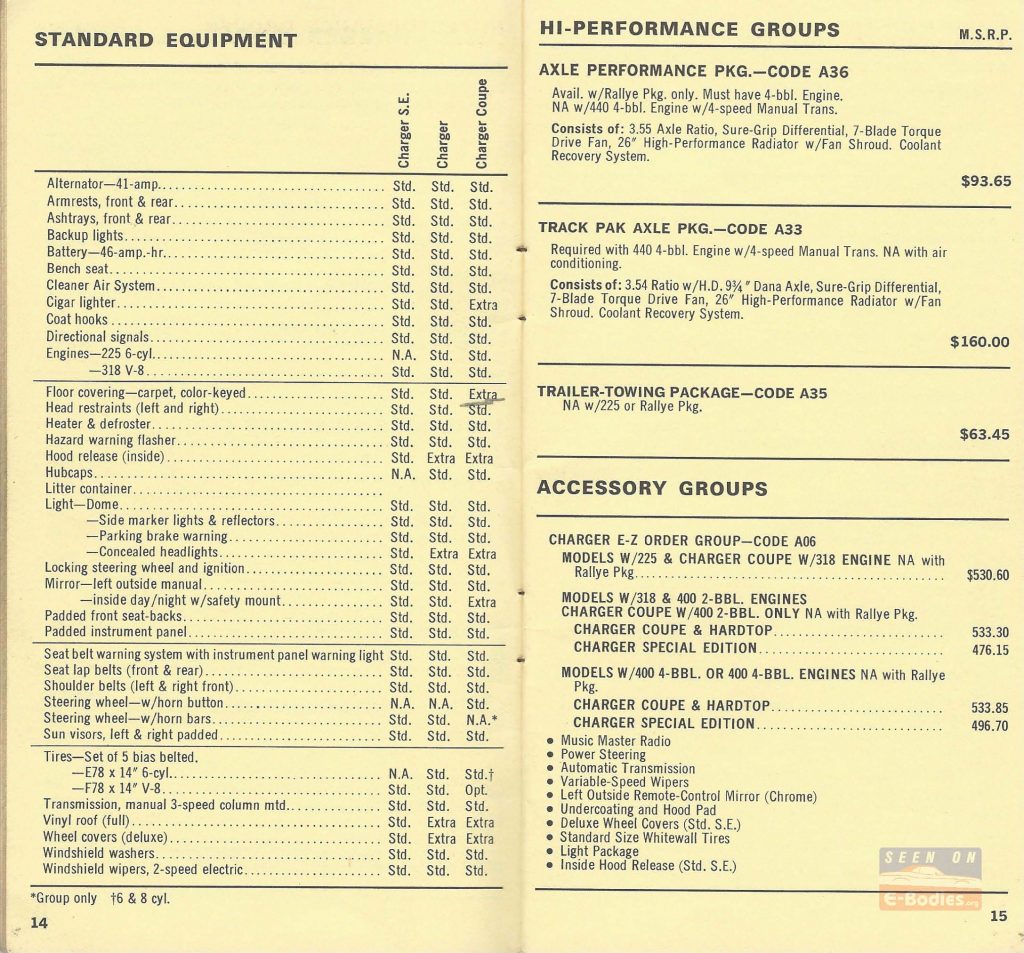 STANDARD EQUIPMENT
Charger S.E. Charger Charger Coupe
Alternator—41-amp. Std. Std. Std.
Armrests, front & rear Std. Std. Std.
Ashtrays, front & rear Std. Std. Std.
Backup lights Std. Std. Std.
Battery—46-amp.-hr. Std. Std. Std.
Bench seat Std. Std. Std.
Cleaner Air System Std. Std. Std.
Cigar lighter Std. Std. Extra
Coat hooks Std. Std. Std.
Directional signals Std. Std. Std.
Engines—225 6-cyl. N.A. Std. Std.
—318 V-8 Std. Std. Std.
Floor covering—carpet, color-keyed Std. Std. Extra
Head restraints (left and right) Std. Std. Std.
Heater & defroster Std. Std. Std.
Hazard warning flasher Std. Std. Std.
Hood release (inside) Std. Extra Extra
Hubcaps N.A. Std. Std.
Litter container
Light—Dome Std. Std. Std.
—Side marker lights & reflectors Std. Std. Std.
—Parking brake warning Std. Std. Std.
—Concealed headlights Std. Extra Extra
Locking steering wheel and ignition Std. Std. Std.
Mirror—left outside manual Std. Std. Std.
—inside day/night w/safety mount Std. Std. Extra
Padded front seat-backs Std. Std. Std.
Padded instrument panel Std. Std. Std.
Seat belt warning system with instrument panel warning light Std. Std. Std.
Seat lap belts (front & rear) Std. Std. Std.
Shoulder belts (left & right front) Std. Std. Std.
Steering wheel—w/horn button N.A. N.A. Std.
Steering wheel—w/horn bars Std. Std. N.A.*
Sun visors, left & right padded Std. Std. Std.
Tires—Set of 5 bias belted.
—E78 x 14" 6-cyl. N.A. Std. Std.†
—F78 x 14" V-8 Std. Std. Opt.
Transmission, manual 3-speed column mtd. Std. Std. Std.
Vinyl roof (full) Std. Extra Extra
Wheel covers (deluxe) Std. Extra Extra
Windshield washers Std. Std. Std.
Windshield wipers, 2-speed electric Std. Std. Std.
*Group only †6 & 8 cyl.
14
HI-PERFORMANCE GROUPS M.S.R.P.
AXLE PERFORMANCE PKG.—CODE A36
Avail. w/Rallye Pkg. only. Must have 4-bbl. Engine.
NA w/440 4-bbl. Engine w/4-speed Manual Trans.
Consists of: 3.55 Axle Ratio, Sure-Grip Differential, 7-Blade Torque
Drive Fan, 26" High-Performance Radiator w/Fan Shroud. Coolant
Recovery System.
$93.65
TRACK PAK AXLE PKG.—CODE A33
Required with 440 4-bbl. Engine w/4-speed Manual Trans. NA with air
conditioning.
Consists of: 3.54 Ratio w/H.D. 9¾" Dana Axle, Sure-Grip Differential,
7-Blade Torque Drive Fan, 26" High-Performance Radiator w/Fan
Shroud. Coolant Recovery System.
$160.00
TRAILER-TOWING PACKAGE—CODE A35
NA w/225 or Rallye Pkg.
$63.45
ACCESSORY GROUPS
CHARGER E-Z ORDER GROUP—CODE A06
MODELS W/225 & CHARGER COUPE W/318 ENGINE NA with
Rallye Pkg. $530.60
MODELS W/318 & 400 2-BBL. ENGINES
CHARGER COUPE W/400 2-BBL. ONLY NA with Rallye Pkg.
CHARGER COUPE & HARDTOP 533.30
CHARGER SPECIAL EDITION 476.15
MODELS W/400 4-BBL. OR 400 4-BBL. ENGINES NA with Rallye
Pkg.
CHARGER COUPE & HARDTOP 533.85
CHARGER SPECIAL EDITION 496.70
• Music Master Radio
• Power Steering
• Automatic Transmission
• Variable-Speed Wipers
• Left Outside Remote-Control Mirror (Chrome)
• Undercoating and Hood Pad
• Deluxe Wheel Covers (Std. S.E.)
• Standard Size Whitewall Tires
• Light Package
• Inside Hood Release (Std. S.E.)
SEEN ON
E-Bodies.org
15